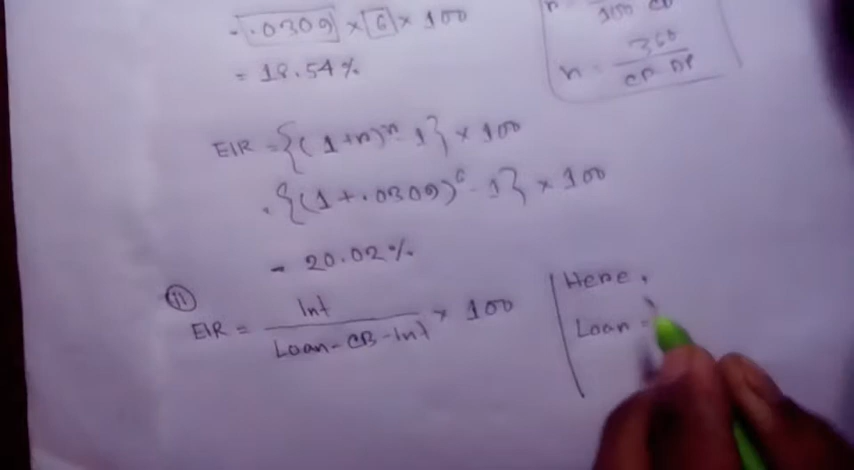 = .0309 × 6 × 100
= 18.54%
n = 360 / CP - DP
EIR = {(1+r)ⁿ - 1} × 100
= {(1+.0309)⁶ - 1} × 100
= 20.02%
(ii)
EIR = Int / Loan - CB - Int × 100
Here,
Loan =